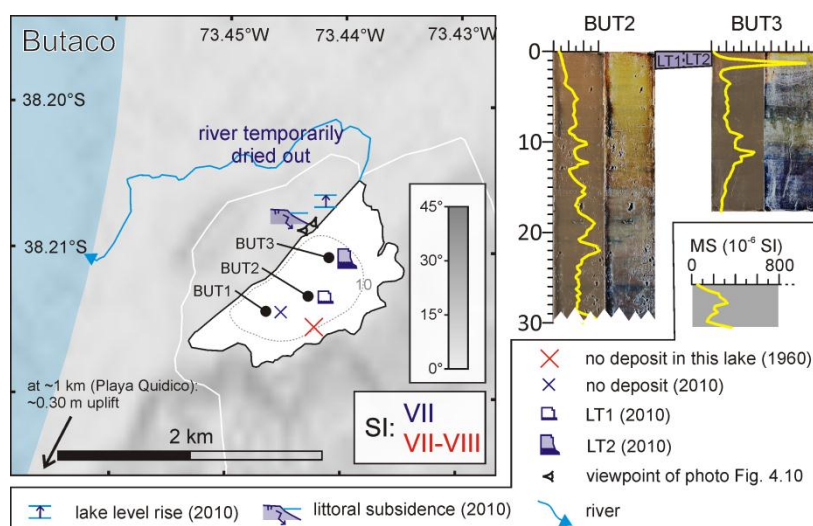 Butaco
73.45°W
73.44°W
73.43°W
38.20°S
38.21°S
river temporarily
dried out
BUT3
BUT2
BUT1
10
45°
30°
15°
0°
at ~1 km (Playa Quidico):
~0.30 m uplift
2 km
SI: VII
VII-VIII
BUT2
BUT3
LT1
LT2
0
10
20
30
MS (10⁻⁶ SI)
0
800
no deposit in this lake (1960)
no deposit (2010)
LT1 (2010)
LT2 (2010)
viewpoint of photo Fig. 4.10
river
lake level rise (2010)
littoral subsidence (2010)